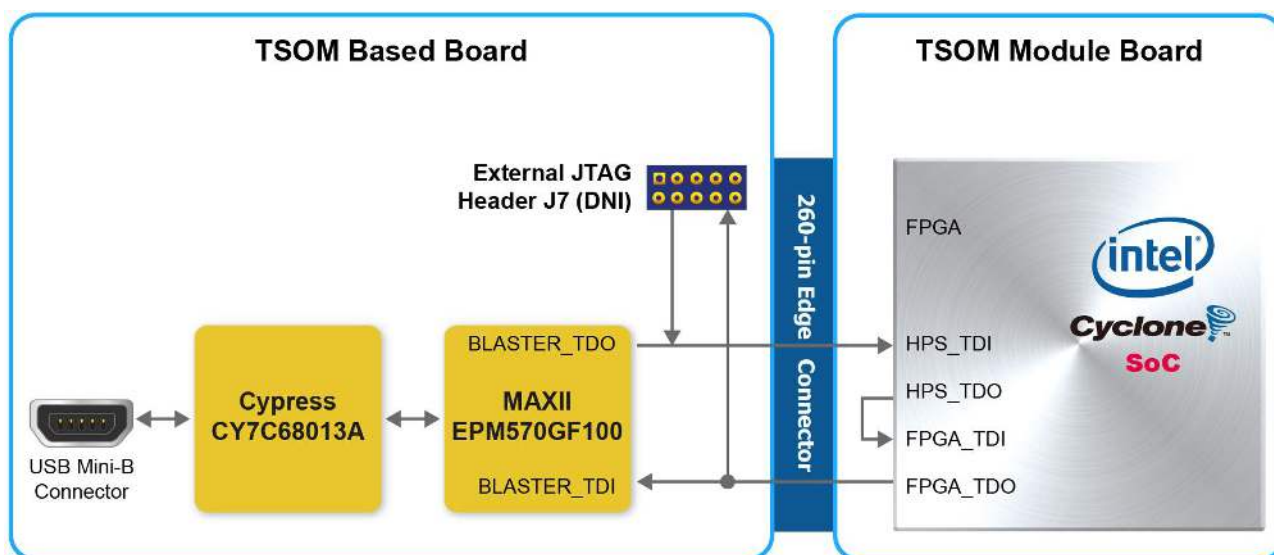 TSOM Based Board
TSOM Module Board
External JTAG
Header J7 (DNI)
260-pin Edge Connector
FPGA
intel
Cyclone
SoC
BLASTER_TDO
HPS_TDI
HPS_TDO
Cypress
CY7C68013A
MAXII
EPM570GF100
FPGA_TDI
USB Mini-B
Connector
BLASTER_TDI
FPGA_TDO